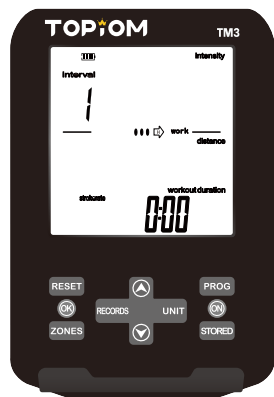 TOPIOM
TM3
intensity
interval
1
work
distance
strokerate
workout duration
0:00
RESET
PROG
OK
RECORDS
UNIT
ON
ZONES
STORED